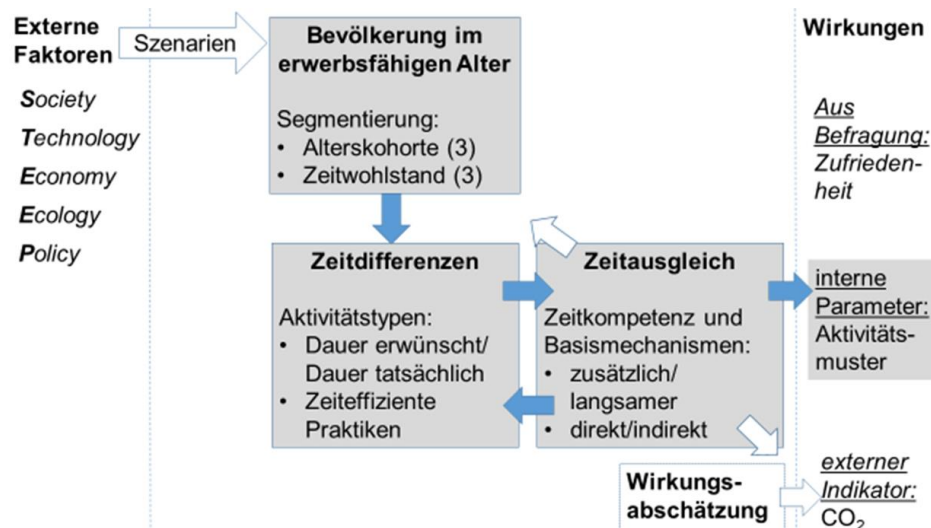 Externe
Faktoren
Society
Technology
Economy
Ecology
Policy
Szenarien
Bevölkerung im
erwerbsfähigen Alter
Segmentierung:
• Alterskohorte (3)
• Zeitwohlstand (3)
Zeitdifferenzen
Aktivitätstypen:
• Dauer erwünscht/
Dauer tatsächlich
• Zeiteffiziente
Praktiken
Zeitausgleich
Zeitkompetenz und
Basismechanismen:
• zusätzlich/
langsamer
• direkt/indirekt
Wirkungs-
abschätzung
Wirkungen
Aus
Befragung:
Zufrieden-
heit
interne
Parameter:
Aktivitäts-
muster
externer
Indikator:
CO₂